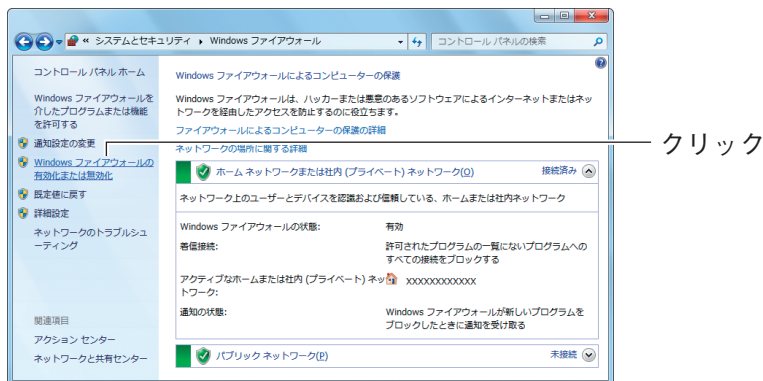 « システムとセキュリティ ▸ Windows ファイアウォール
コントロール パネルの検索
コントロール パネル ホーム
Windows ファイアウォールを
介したプログラムまたは機能
を許可する
通知設定の変更
Windows ファイアウォールの
有効化または無効化
既定値に戻す
詳細設定
ネットワークのトラブルシュ
ーティング
関連項目
アクション センター
ネットワークと共有センター
Windows ファイアウォールによるコンピューターの保護
Windows ファイアウォールは、ハッカーまたは悪意のあるソフトウェアによるインターネットまたはネッ
トワークを経由したアクセスを防止するのに役立ちます。
ファイアウォールによるコンピューターの保護の詳細
ネットワークの場所に関する詳細
ホーム ネットワークまたは社内 (プライベート) ネットワーク(O) 接続済み
ネットワーク上のユーザーとデバイスを認識および信頼している、ホームまたは社内ネットワーク
Windows ファイアウォールの状態: 有効
着信接続: 許可されたプログラムの一覧にないプログラムへの
すべての接続をブロックする
アクティブなホームまたは社内 (プライベート) ネッ XXXXXXXXXXXX
トワーク:
通知の状態: Windows ファイアウォールが新しいプログラムを
ブロックしたときに通知を受け取る
パブリック ネットワーク(P) 未接続
クリック